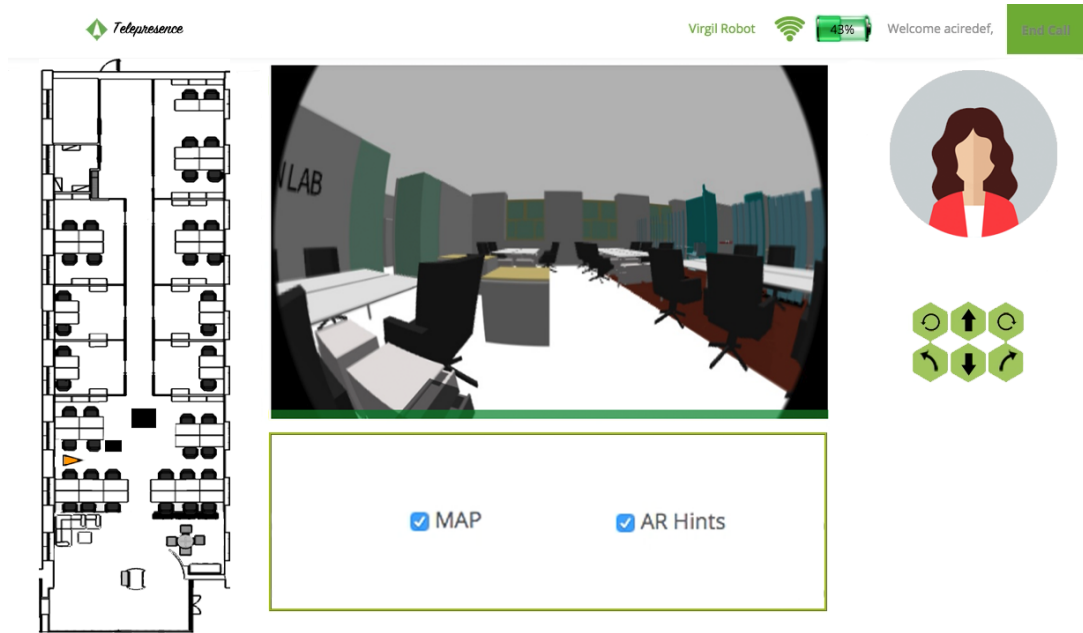 Telepresence
Virgil Robot
43%
Welcome aciredef,
End Call
N LAB
MAP
AR Hints